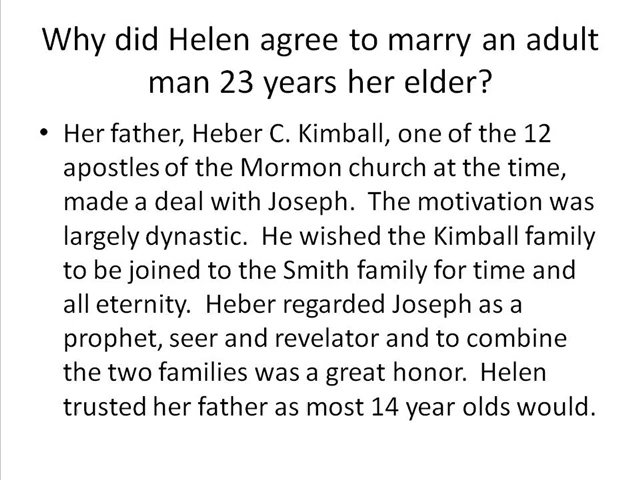 Why did Helen agree to marry an adult
man 23 years her elder?
• Her father, Heber C. Kimball, one of the 12
apostles of the Mormon church at the time,
made a deal with Joseph.  The motivation was
largely dynastic.  He wished the Kimball family
to be joined to the Smith family for time and
all eternity.  Heber regarded Joseph as a
prophet, seer and revelator and to combine
the two families was a great honor.  Helen
trusted her father as most 14 year olds would.